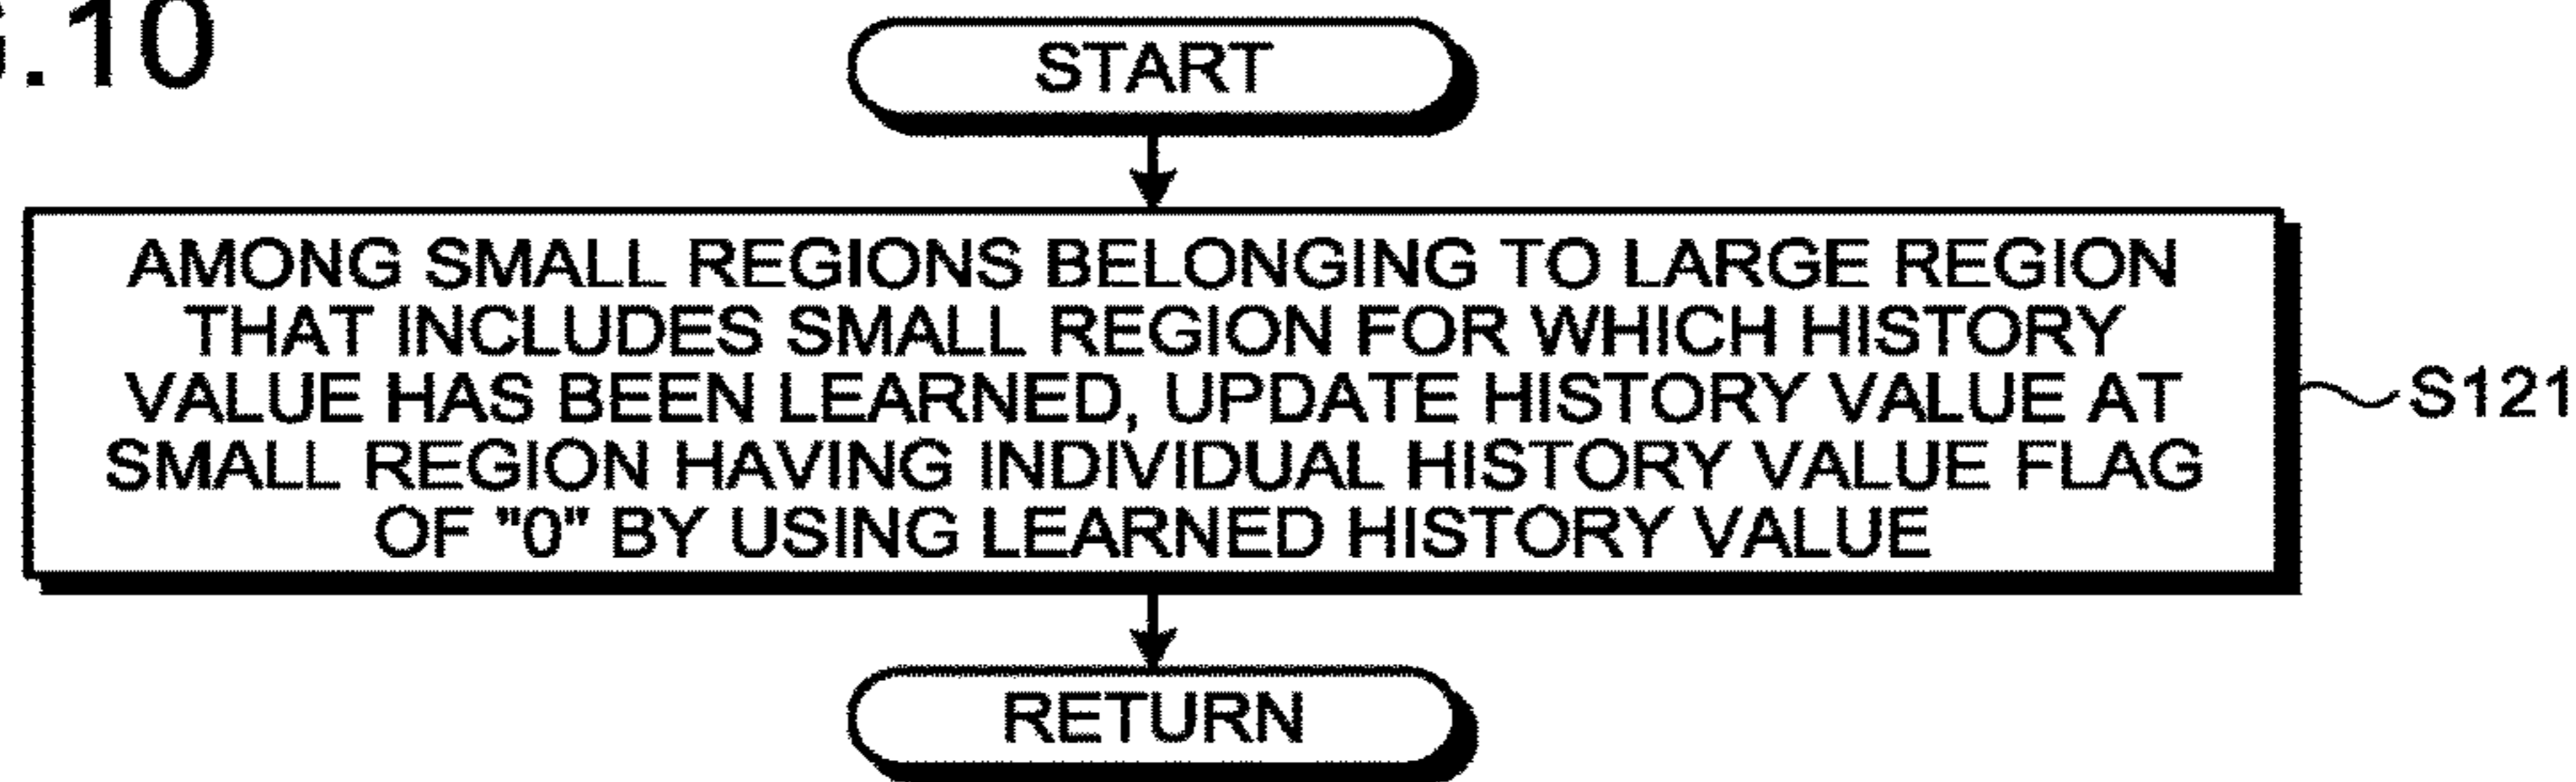 G.10
START
AMONG SMALL REGIONS BELONGING TO LARGE REGION
THAT INCLUDES SMALL REGION FOR WHICH HISTORY
VALUE HAS BEEN LEARNED, UPDATE HISTORY VALUE AT
SMALL REGION HAVING INDIVIDUAL HISTORY VALUE FLAG
OF "0" BY USING LEARNED HISTORY VALUE
S121
RETURN